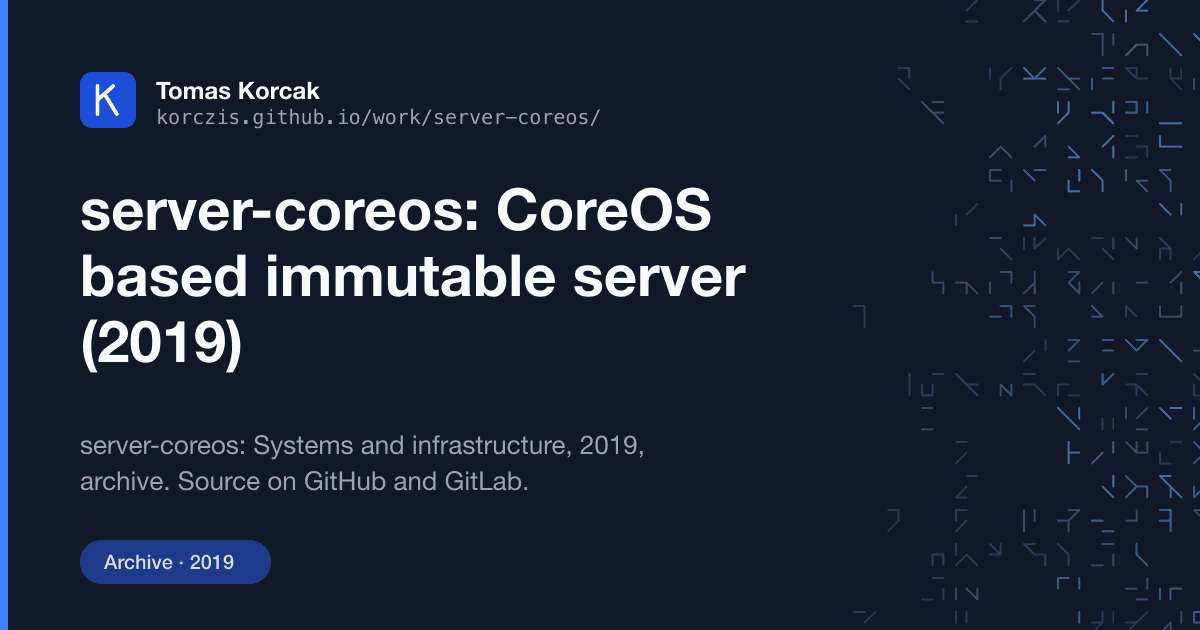 K
Tomas Korcak
korczis.github.io/work/server-coreos/
server-coreos: CoreOS
based immutable server
(2019)
server-coreos: Systems and infrastructure, 2019,
archive. Source on GitHub and GitLab.
Archive · 2019